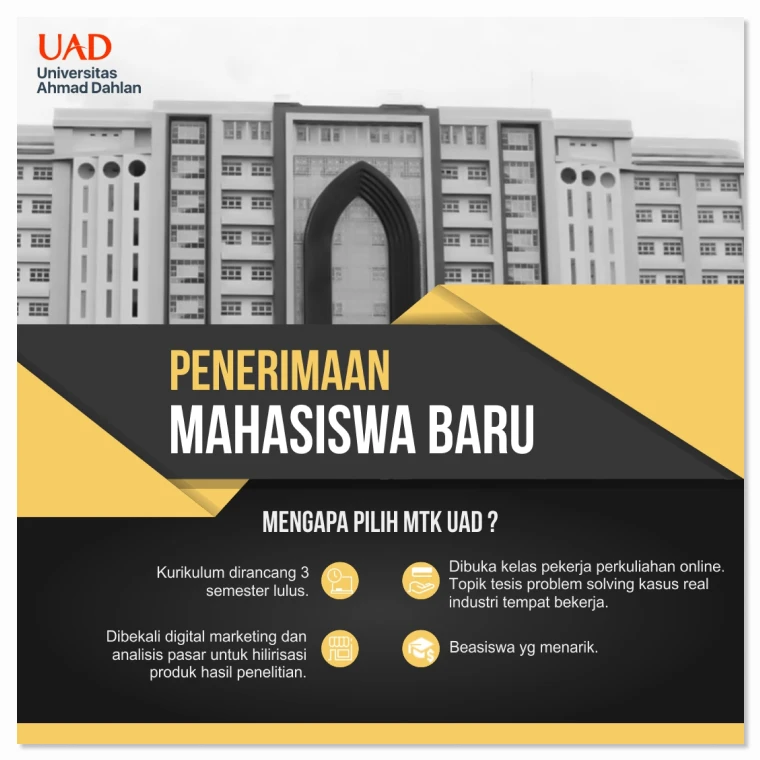 UAD
Universitas
Ahmad Dahlan
PENERIMAAN
MAHASISWA BARU
MENGAPA PILIH MTK UAD ?
Kurikulum dirancang 3
semester lulus.
Dibuka kelas pekerja perkuliahan online.
Topik tesis problem solving kasus real
industri tempat bekerja.
Dibekali digital marketing dan
analisis pasar untuk hilirisasi
produk hasil penelitian.
Beasiswa yg menarik.